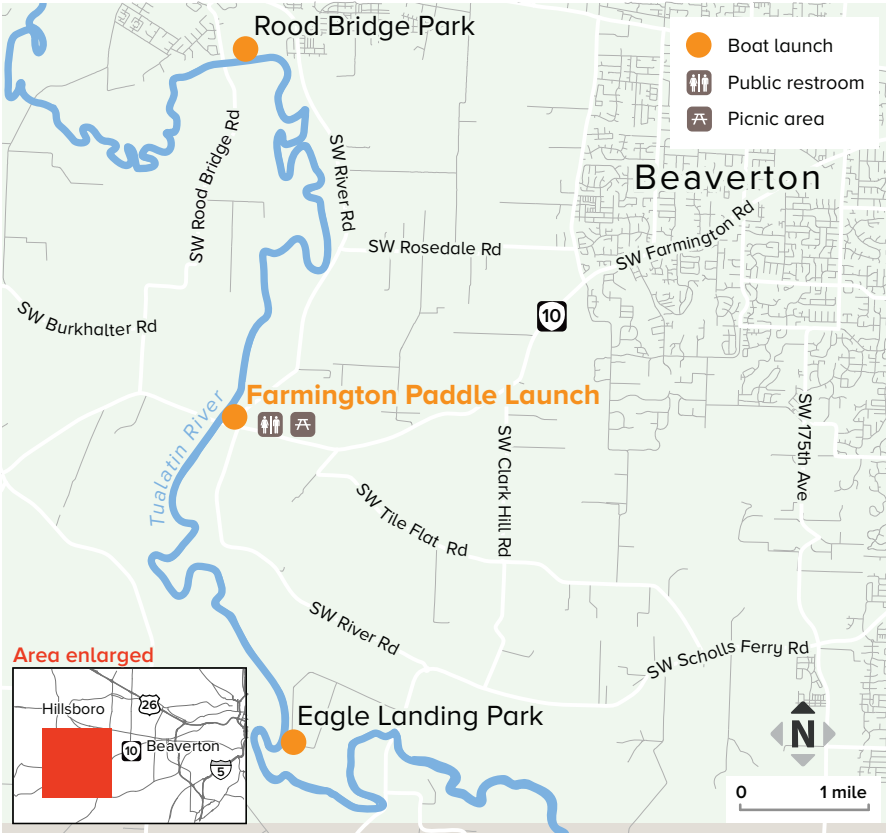 Rood Bridge Park
Boat launch
Public restroom
Picnic area
Beaverton
SW Rood Bridge Rd
SW River Rd
SW Rosedale Rd
SW Farmington Rd
10
SW Burkhalter Rd
Farmington Paddle Launch
Tualatin River
SW Clark Hill Rd
SW 175th Ave
SW Tile Flat Rd
SW River Rd
SW Scholls Ferry Rd
Area enlarged
Hillsboro
26
10
Beaverton
5
Eagle Landing Park
N
0 1 mile